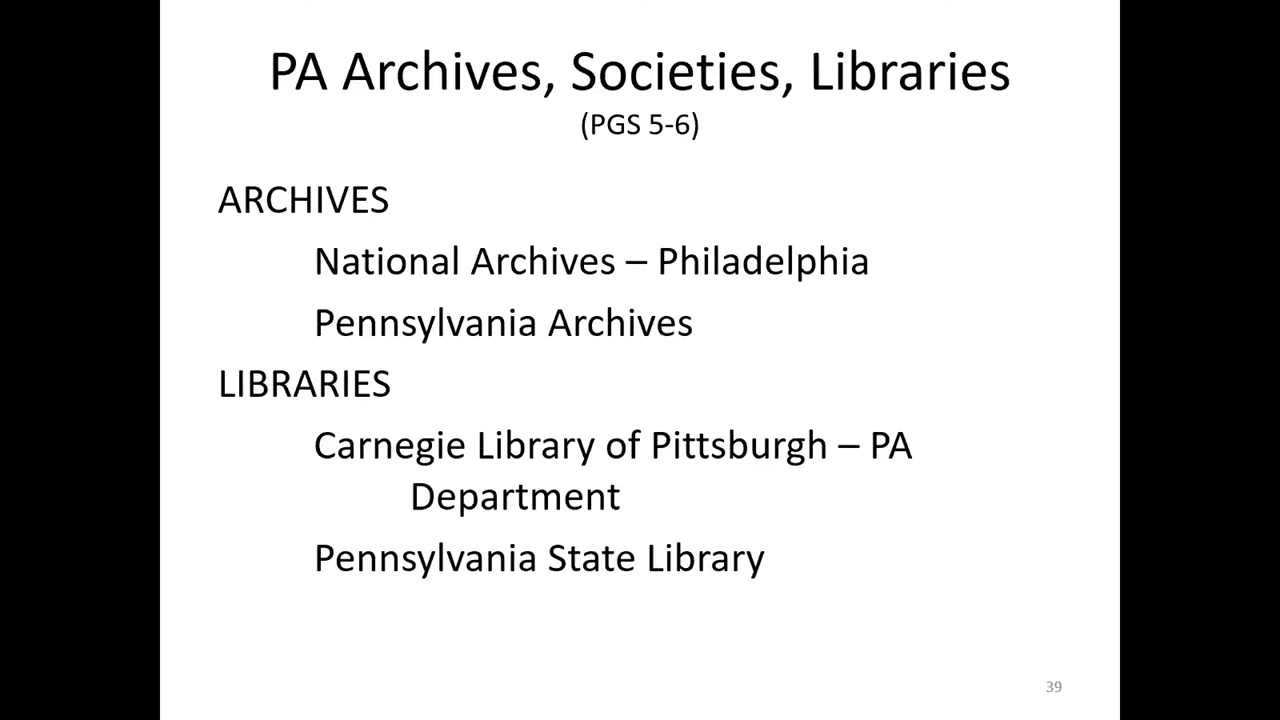 PA Archives, Societies, Libraries
(PGS 5-6)
ARCHIVES
National Archives – Philadelphia
Pennsylvania Archives
LIBRARIES
Carnegie Library of Pittsburgh – PA
Department
Pennsylvania State Library
39